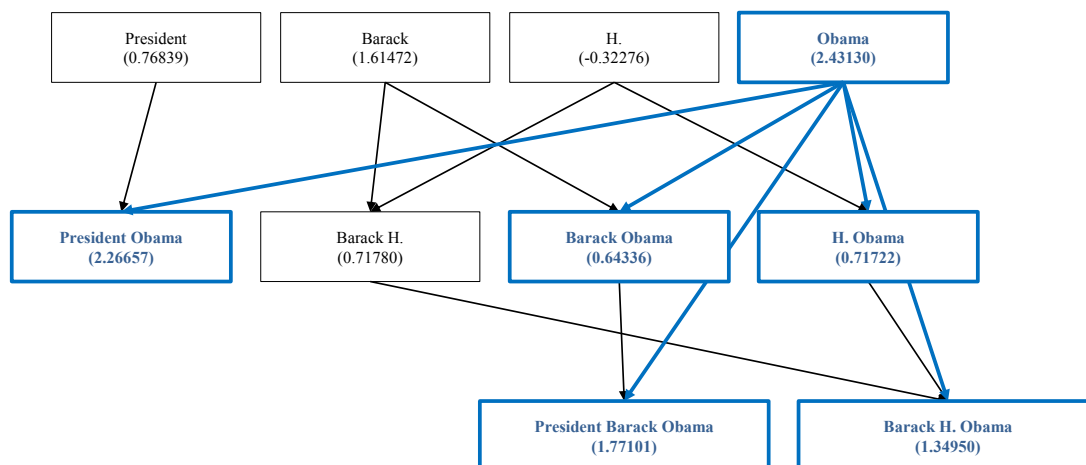 President
(0.76839)
Barack
(1.61472)
H.
(-0.32276)
Obama
(2.43130)
President Obama
(2.26657)
Barack H.
(0.71780)
Barack Obama
(0.64336)
H. Obama
(0.71722)
President Barack Obama
(1.77101)
Barack H. Obama
(1.34950)